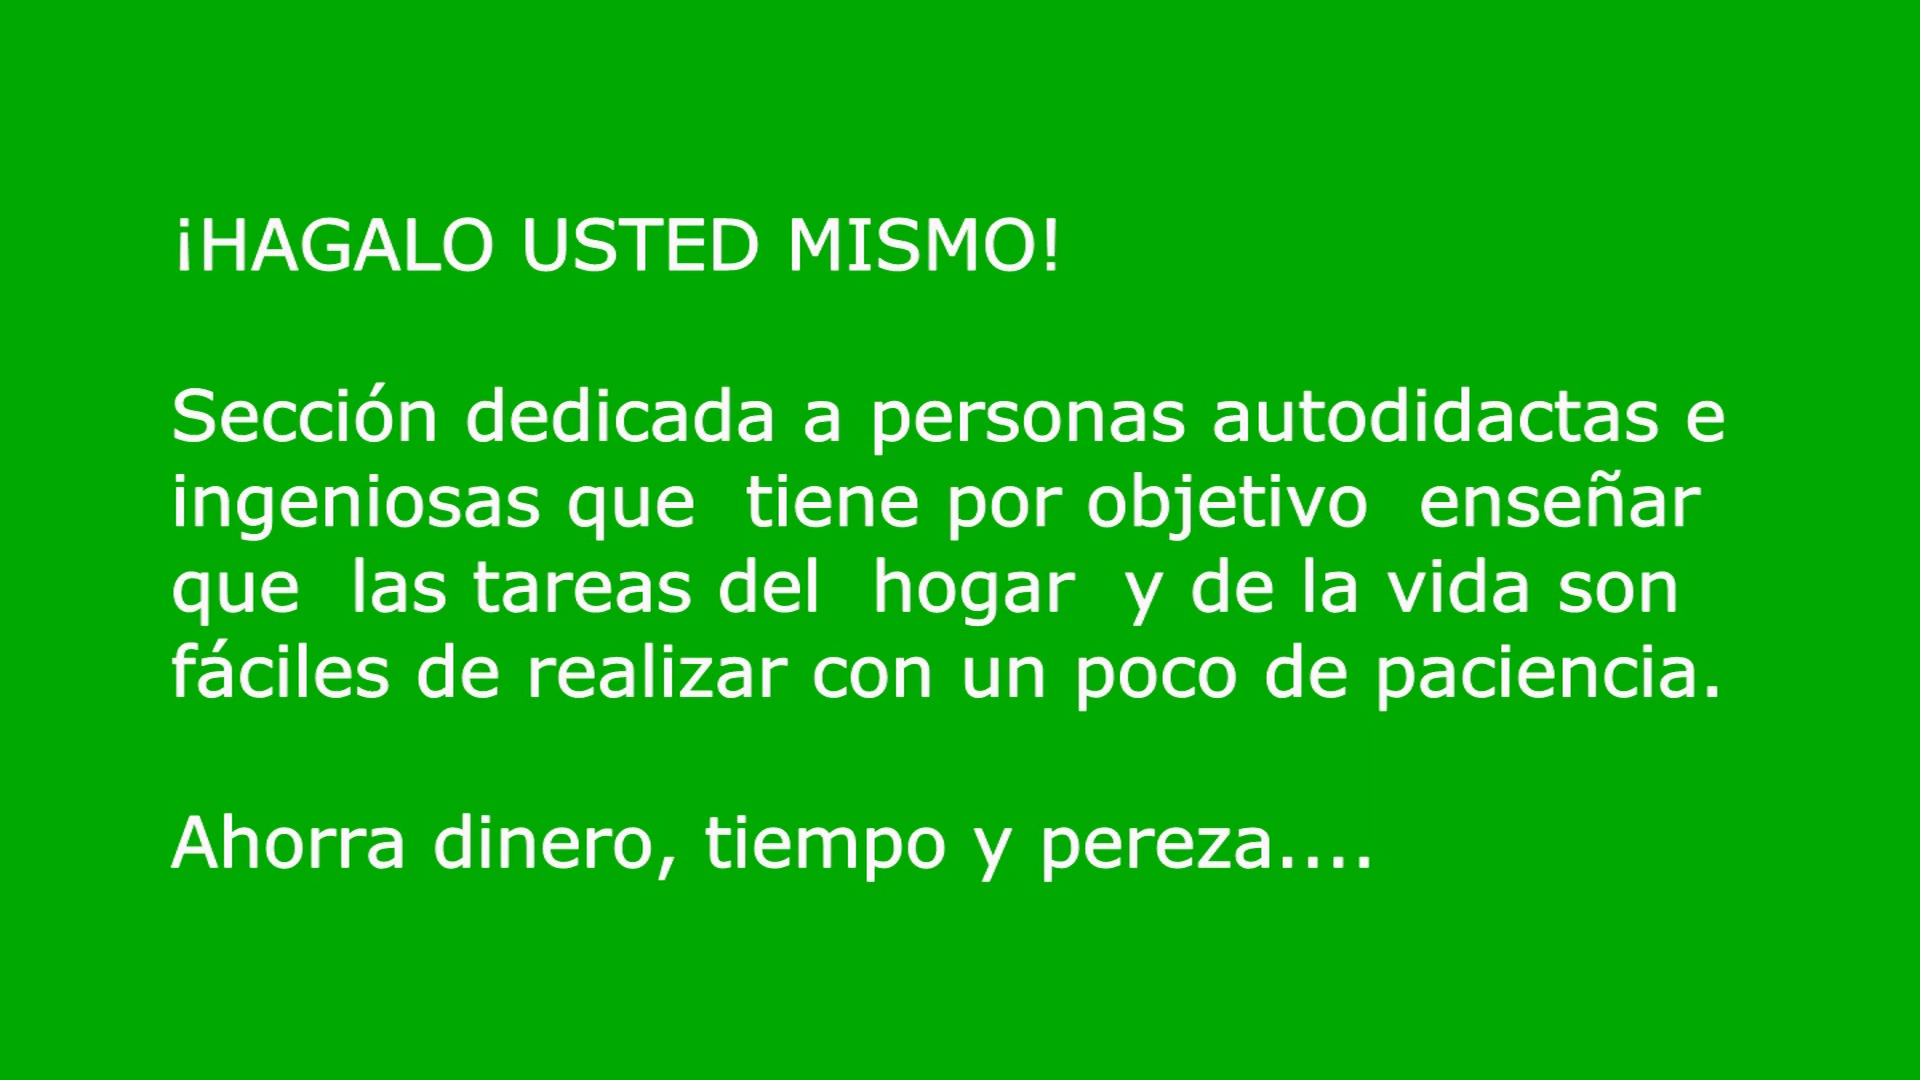 ¡HAGALO USTED MISMO!
Sección dedicada a personas autodidactas e
ingeniosas que  tiene por objetivo  enseñar
que  las tareas del  hogar  y de la vida son
fáciles de realizar con un poco de paciencia.
Ahorra dinero, tiempo y pereza....